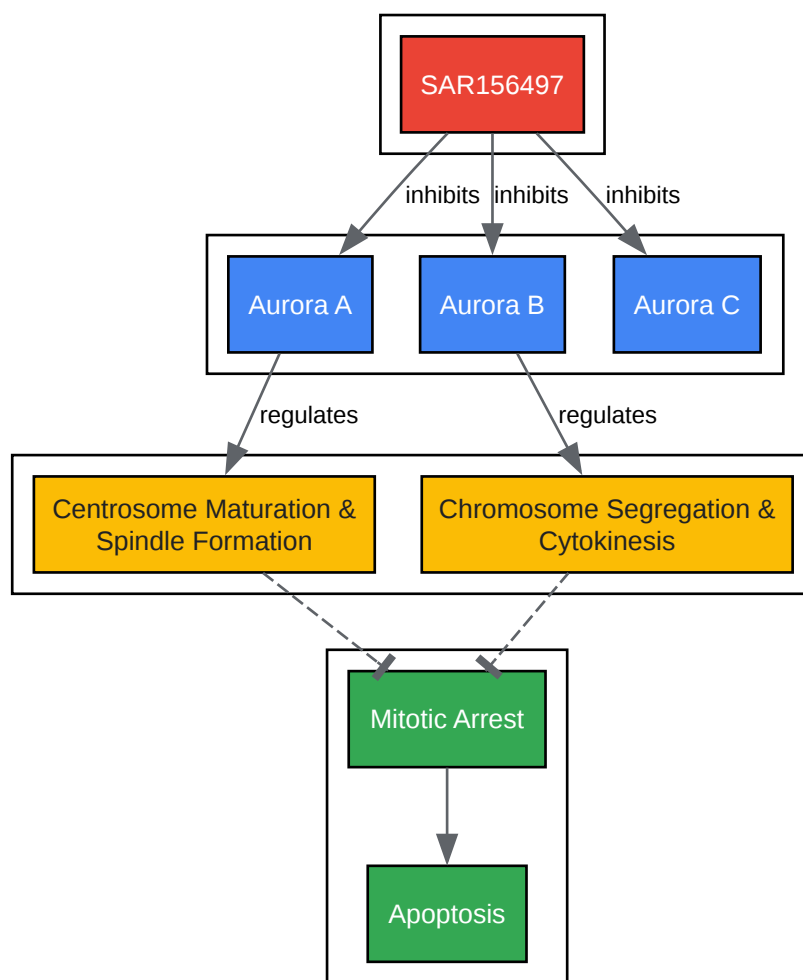 SAR156497
inhibits
inhibits
inhibits
Aurora A
Aurora B
Aurora C
regulates
regulates
Centrosome Maturation &
Spindle Formation
Chromosome Segregation &
Cytokinesis
Mitotic Arrest
Apoptosis